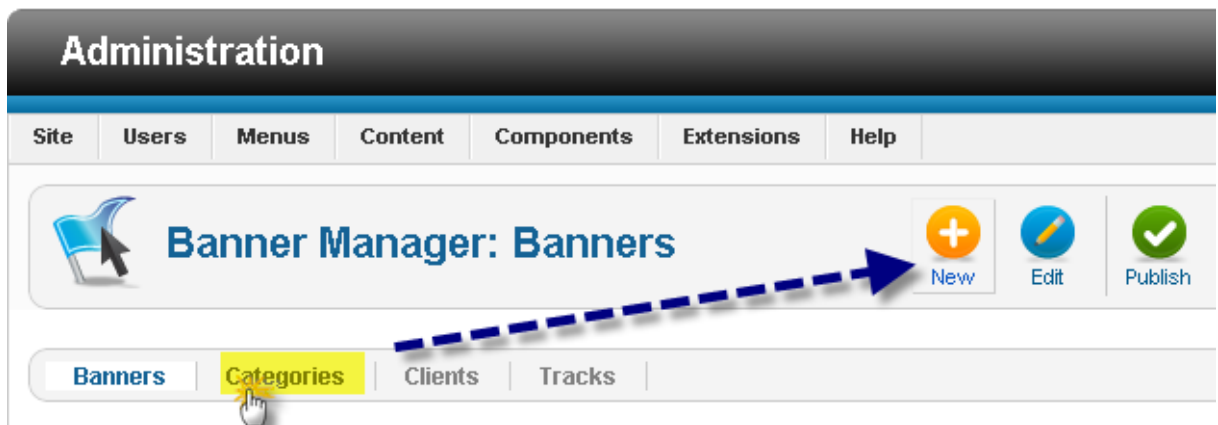 Administration
Site Users Menus Content Components Extensions Help
Banner Manager: Banners
New Edit Publish
Banners Categories Clients Tracks